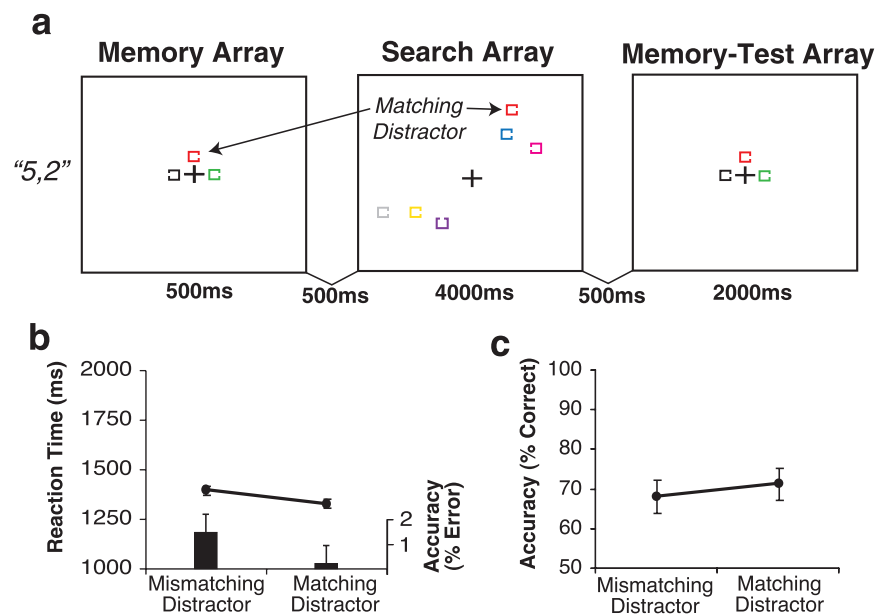 a
Memory Array
Search Array
Memory-Test Array
Matching
Distractor
“5,2”
500ms
500ms
4000ms
500ms
2000ms
b
Reaction Time (ms)
2000
1750
1500
1250
1000
2
1
Accuracy
(% Error)
Mismatching
Distractor
Matching
Distractor
c
Accuracy (% Correct)
100
90
80
70
60
50
Mismatching
Distractor
Matching
Distractor